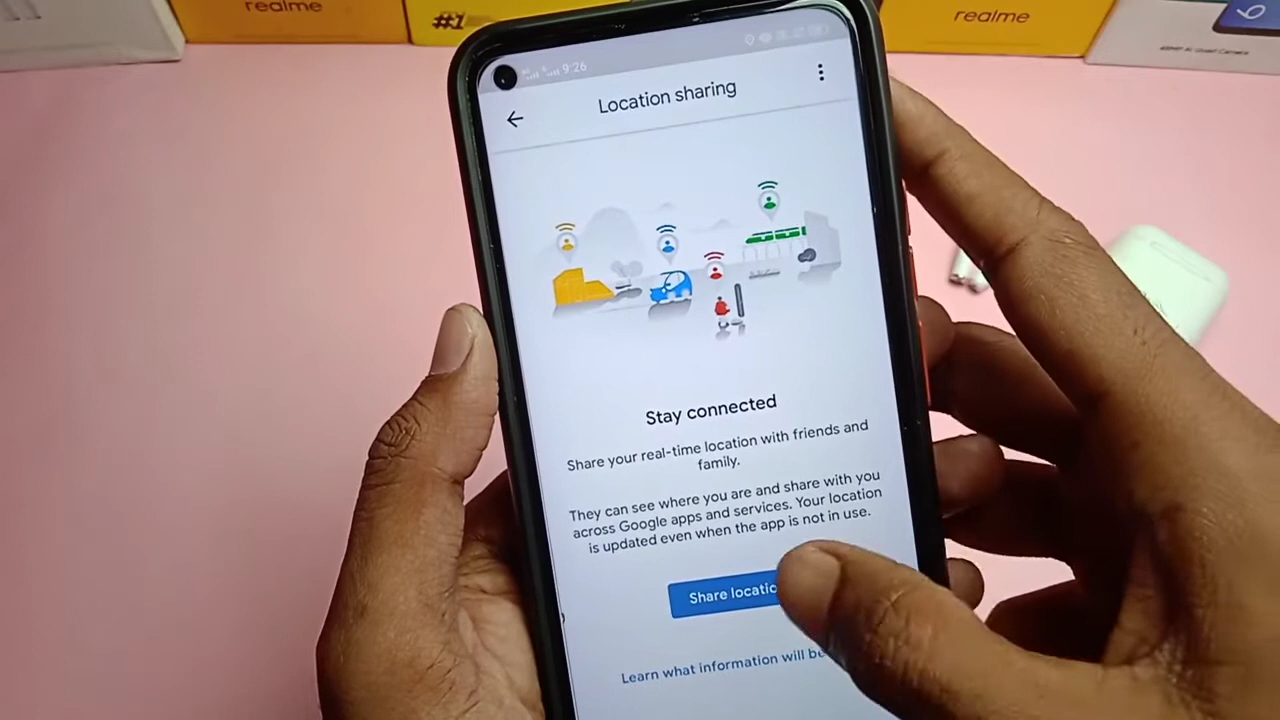 realme
#1
realme
9:26
Location sharing
Stay connected
Share your real-time location with friends and
family.
They can see where you are and share with you
across Google apps and services. Your location
is updated even when the app is not in use.
Share locatio
Learn what information will be